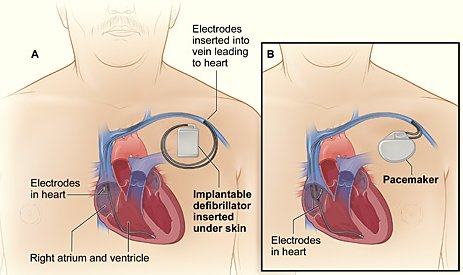 A
Electrodes
inserted into
vein leading
to heart
Electrodes
in heart
Implantable
defibrillator
inserted
under skin
Right atrium and ventricle
B
Pacemaker
Electrodes
in heart